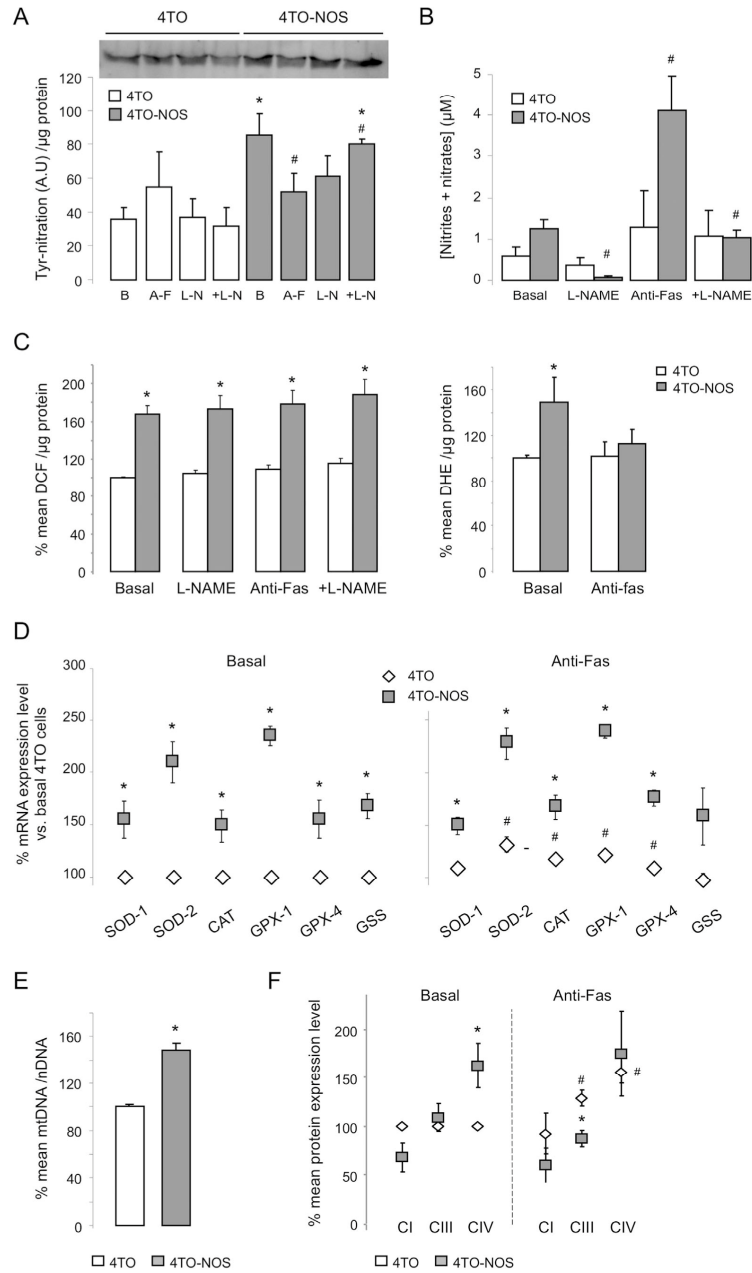 A
4TO 4TO-NOS
Tyr-nitration (A.U) /µg protein
120
100
80
60
40
20
0
4TO
4TO-NOS
* # * #
B A-F L-N +L-N B A-F L-N +L-N
B
[Nitrites + nitrates] (µM)
5
4
3
2
1
0
4TO
4TO-NOS
# # #
Basal L-NAME Anti-Fas +L-NAME
C
% mean DCF /µg protein
200
160
120
80
40
0
* * * *
Basal L-NAME Anti-Fas +L-NAME
% mean DHE /µg protein
160
120
80
40
0
*
4TO
4TO-NOS
Basal Anti-fas
D
% mRNA expression level
vs. basal 4TO cells
300
250
200
150
100
Basal Anti-Fas
4TO
4TO-NOS
* * * * * *
* * * * *
# # # #
SOD-1 SOD-2 CAT GPX-1 GPX-4 GSS
SOD-1 SOD-2 CAT GPX-1 GPX-4 GSS
E
% mean mtDNA /nDNA
160
120
80
40
0
*
4TO 4TO-NOS
F
% mean protein expression level
200
150
100
50
0
Basal Anti-Fas
*
# * #
CI CIII CIV CI CIII CIV
4TO 4TO-NOS